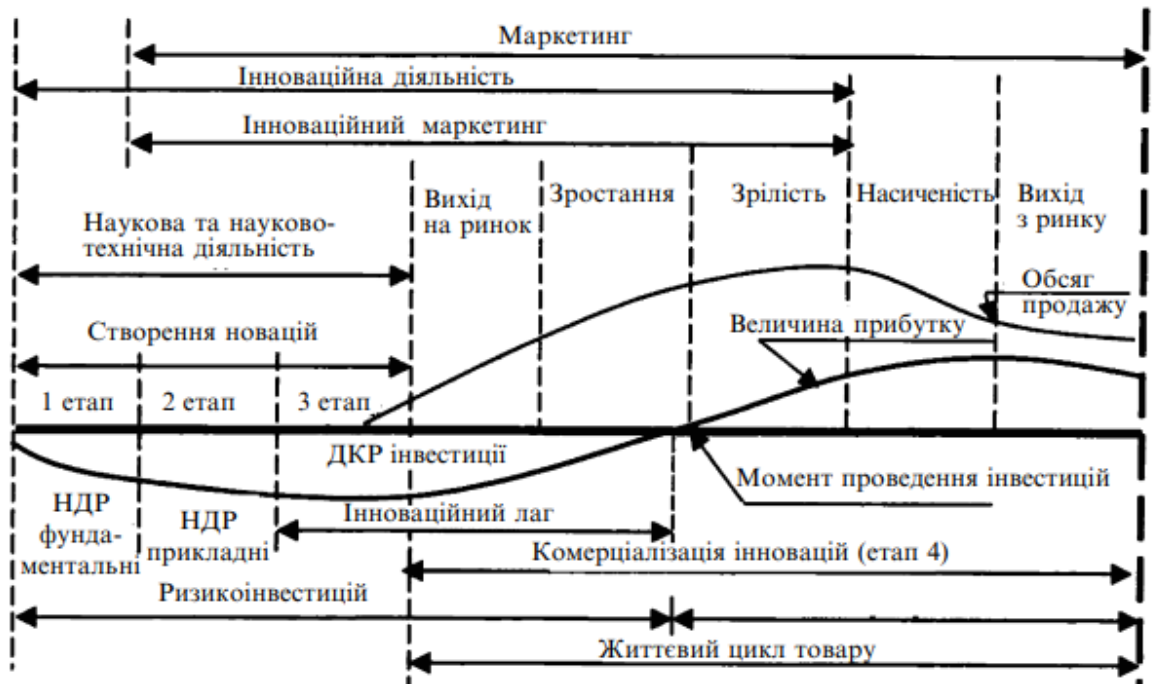 Маркетинг
Інноваційна діяльність
Інноваційний маркетинг
Вихід
на ринок
Зростання
Зрілість
Насиченість
Вихід
з ринку
Наукова та науково-
технічна діяльність
Обсяг
продажу
Створення новацій
Величина прибутку
1 етап
2 етап
3 етап
ДКР інвестиції
Момент проведення інвестицій
НДР
фунда-
ментальні
НДР
прикладні
Інноваційний лаг
Комерціалізація інновацій (етап 4)
Ризикоінвестицій
Життєвий цикл товару